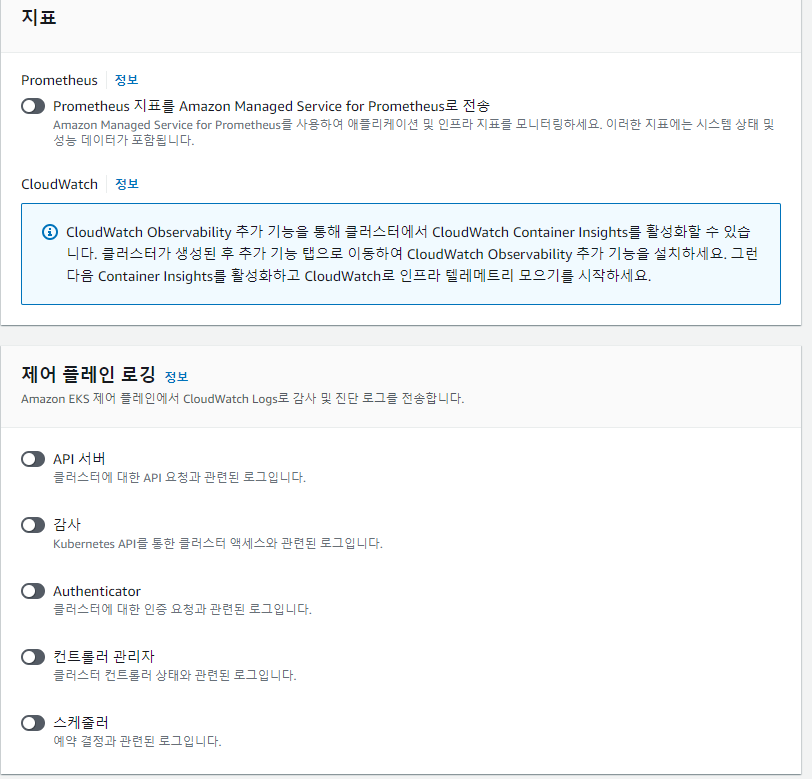 지표
Prometheus 정보
Prometheus 지표를 Amazon Managed Service for Prometheus로 전송
Amazon Managed Service for Prometheus를 사용하여 애플리케이션 및 인프라 지표를 모니터링하세요. 이러한 지표에는 시스템 상태 및
성능 데이터가 포함됩니다.
CloudWatch 정보
CloudWatch Observability 추가 기능을 통해 클러스터에서 CloudWatch Container Insights를 활성화할 수 있습
니다. 클러스터가 생성된 후 추가 기능 탭으로 이동하여 CloudWatch Observability 추가 기능을 설치하세요. 그런
다음 Container Insights를 활성화하고 CloudWatch로 인프라 텔레메트리 모으기를 시작하세요.
제어 플레인 로깅 정보
Amazon EKS 제어 플레인에서 CloudWatch Logs로 감사 및 진단 로그를 전송합니다.
API 서버
클러스터에 대한 API 요청과 관련된 로그입니다.
감사
Kubernetes API를 통한 클러스터 액세스와 관련된 로그입니다.
Authenticator
클러스터에 대한 인증 요청과 관련된 로그입니다.
컨트롤러 관리자
클러스터 컨트롤러 상태와 관련된 로그입니다.
스케줄러
예약 결정과 관련된 로그입니다.